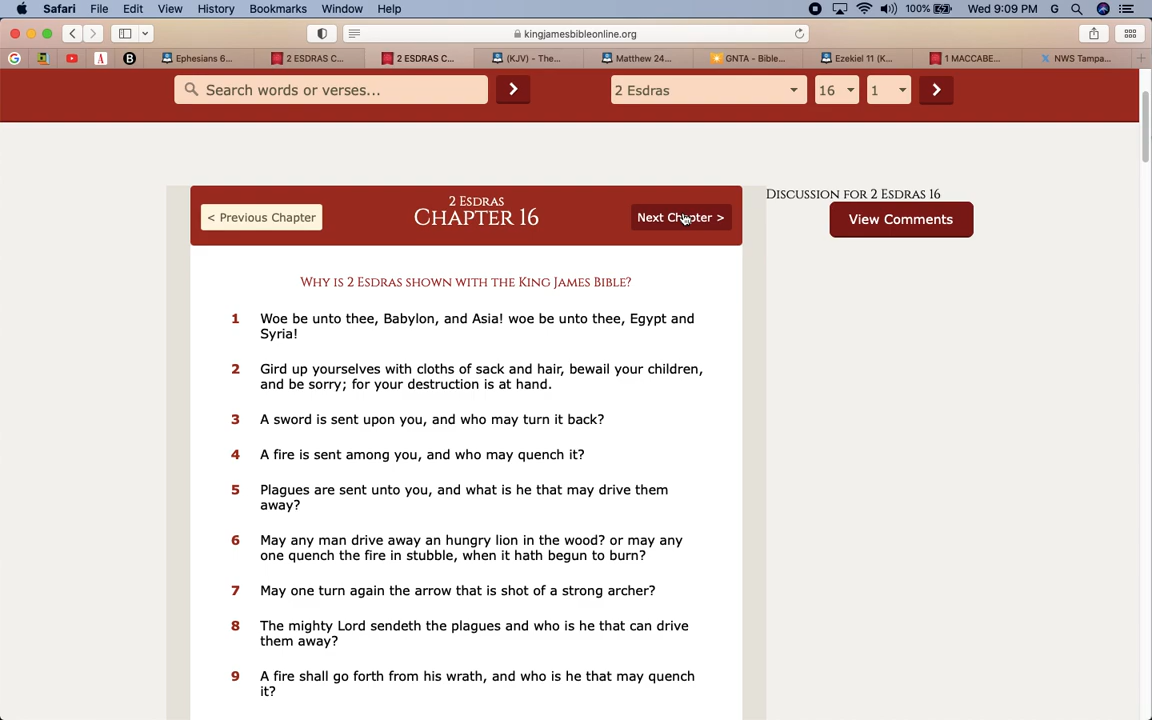 Safari File Edit View History Bookmarks Window Help 100% Wed 9:09 PM G
kingjamesbibleonline.org
G A B Ephesians 6... 2 ESDRAS C... 2 ESDRAS C... (KJV) - The... Matthew 24... GNTA - Bible... Ezekiel 11 (K... 1 MACCABE... X NWS Tampa...
Search words or verses... > 2 Esdras 16 1 >
2 Esdras
Chapter 16
< Previous Chapter
Next Chapter >
Discussion for 2 Esdras 16
View Comments
Why is 2 Esdras shown with the King James Bible?
1 Woe be unto thee, Babylon, and Asia! woe be unto thee, Egypt and
Syria!
2 Gird up yourselves with cloths of sack and hair, bewail your children,
and be sorry; for your destruction is at hand.
3 A sword is sent upon you, and who may turn it back?
4 A fire is sent among you, and who may quench it?
5 Plagues are sent unto you, and what is he that may drive them
away?
6 May any man drive away an hungry lion in the wood? or may any
one quench the fire in stubble, when it hath begun to burn?
7 May one turn again the arrow that is shot of a strong archer?
8 The mighty Lord sendeth the plagues and who is he that can drive
them away?
9 A fire shall go forth from his wrath, and who is he that may quench
it?